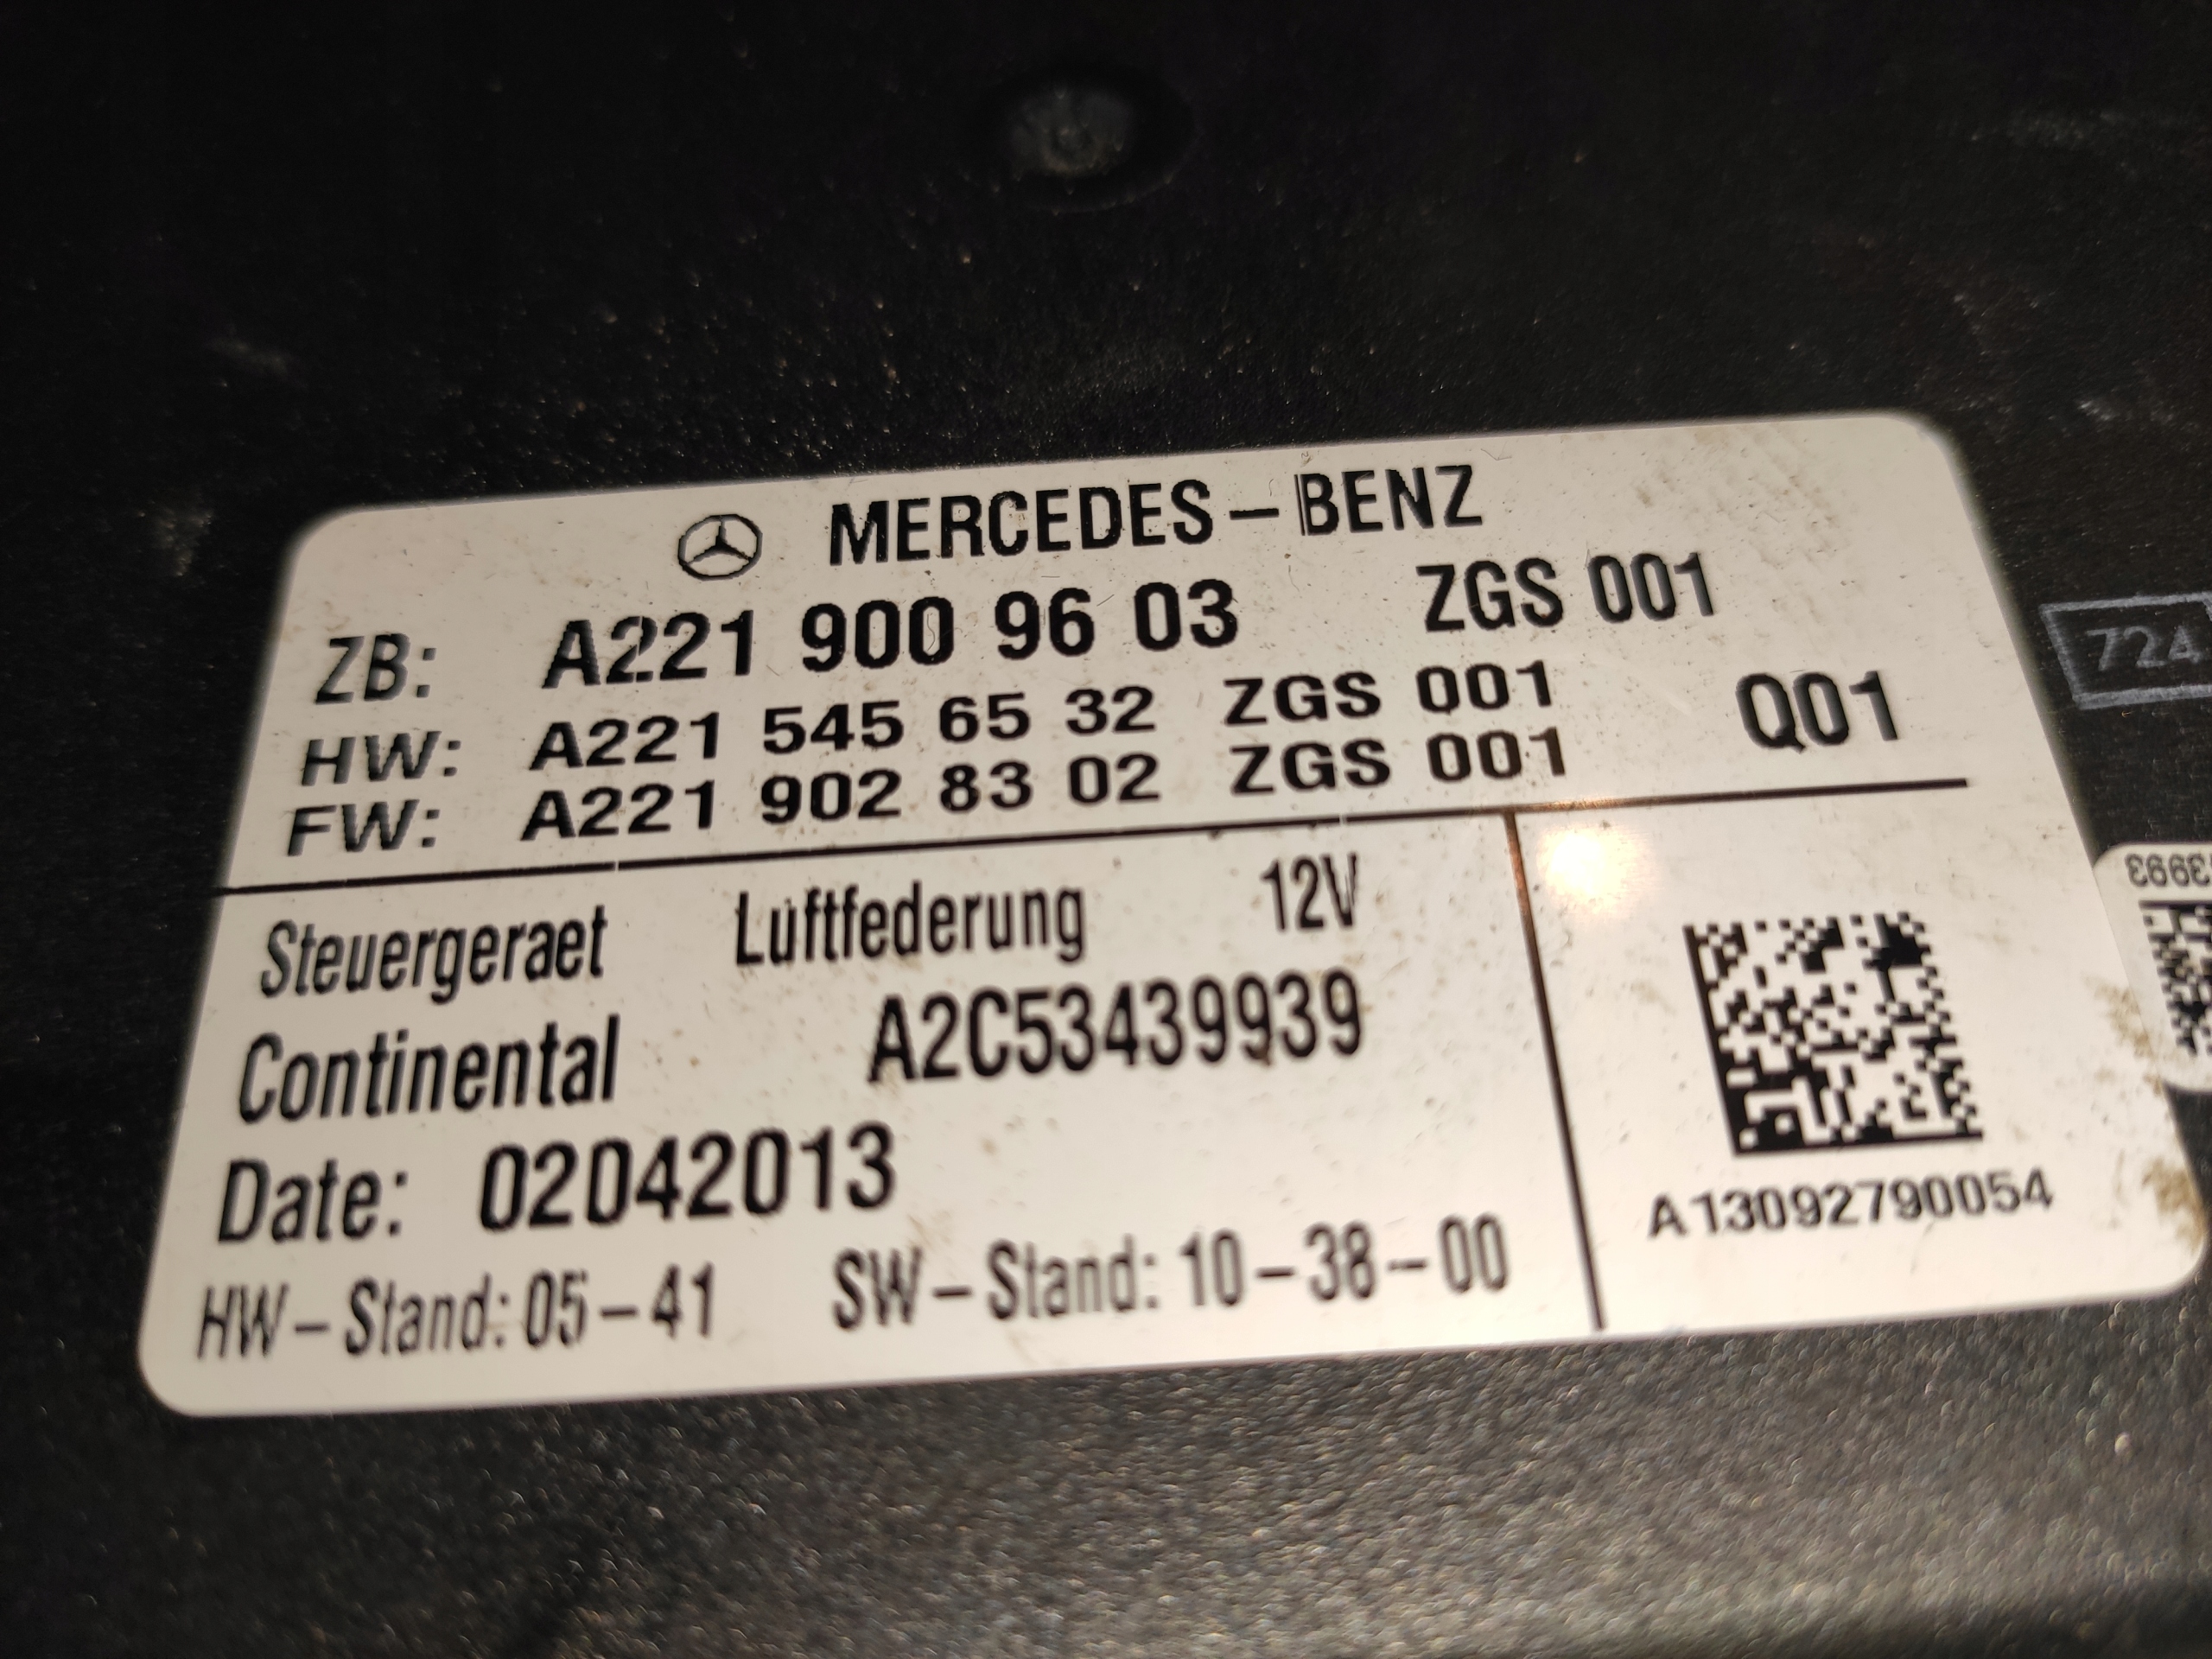 MERCEDES-BENZ
ZB: A221 900 96 03 ZGS 001
HW: A221 545 65 32 ZGS 001 Q01
FW: A221 902 83 02 ZGS 001
Steuergeraet Luftfederung 12V
Continental A2C53439939
Date: 02042013
HW-Stand: 05-41 SW-Stand: 10-38-00
A13092790054
724